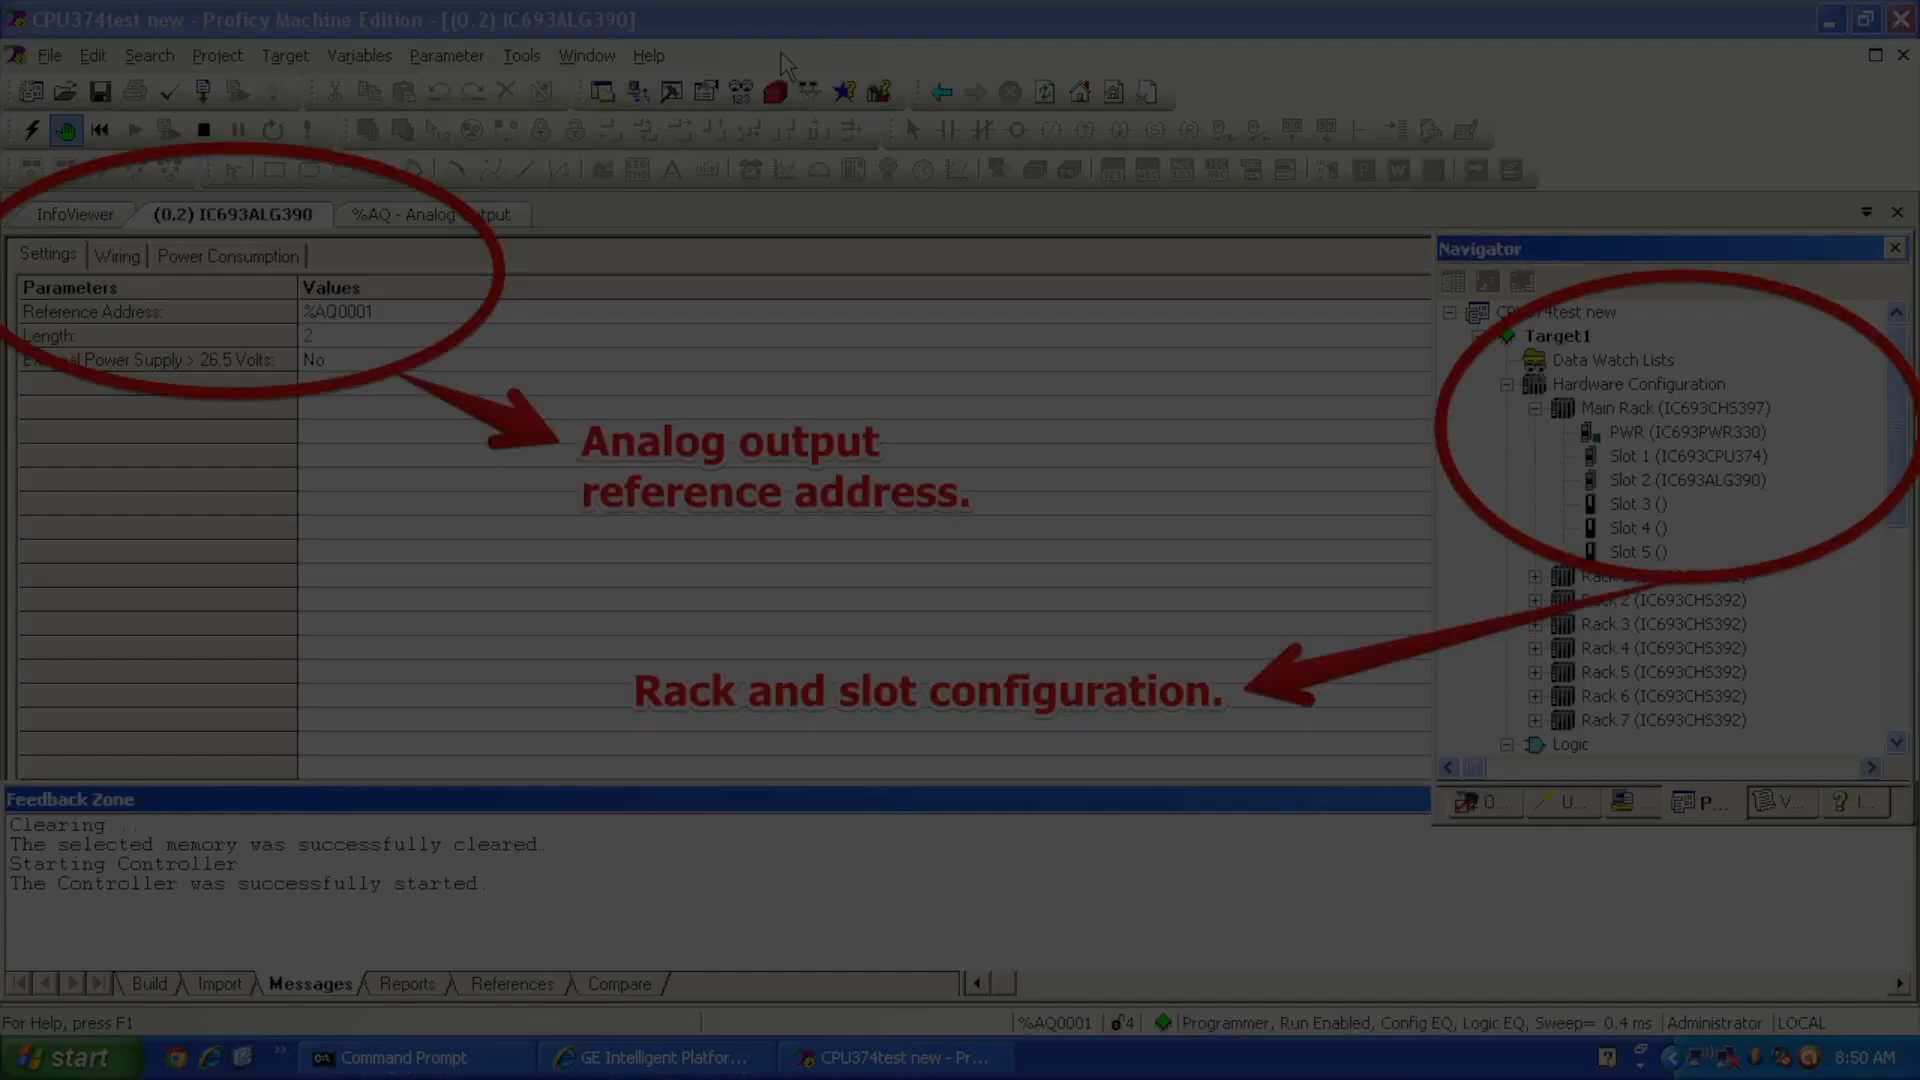 CPU374test new - Proficy Machine Edition - [(0.2) IC693ALG390]
File Edit Search Project Target Variables Parameter Tools Window Help
InfoViewer (0.2) IC693ALG390 %AQ - Analog Output
Settings Wiring Power Consumption
Parameters Values
Reference Address: %AQ0001
Length: 2
External Power Supply > 26.5 Volts: No
Analog output
reference address.
Rack and slot configuration.
Navigator
CPU374test new
Target1
Data Watch Lists
Hardware Configuration
Main Rack (IC693CHS397)
PWR (IC693PWR330)
Slot 1 (IC693CPU374)
Slot 2 (IC693ALG390)
Slot 3 ()
Slot 4 ()
Slot 5 ()
Rack 2 (IC693CHS392)
Rack 3 (IC693CHS392)
Rack 4 (IC693CHS392)
Rack 5 (IC693CHS392)
Rack 6 (IC693CHS392)
Rack 7 (IC693CHS392)
Logic
O... U... ... P... V... I...
Feedback Zone
Clearing...
The selected memory was successfully cleared.
Starting Controller
The Controller was successfully started.
Build Import Messages Reports References Compare
For Help, press F1
%AQ0001 4 Programmer, Run Enabled, Config EQ, Logic EQ, Sweep= 0.4 ms Administrator LOCAL
start Command Prompt GE Intelligent Platfor... CPU374test new - Pr... 8:50 AM